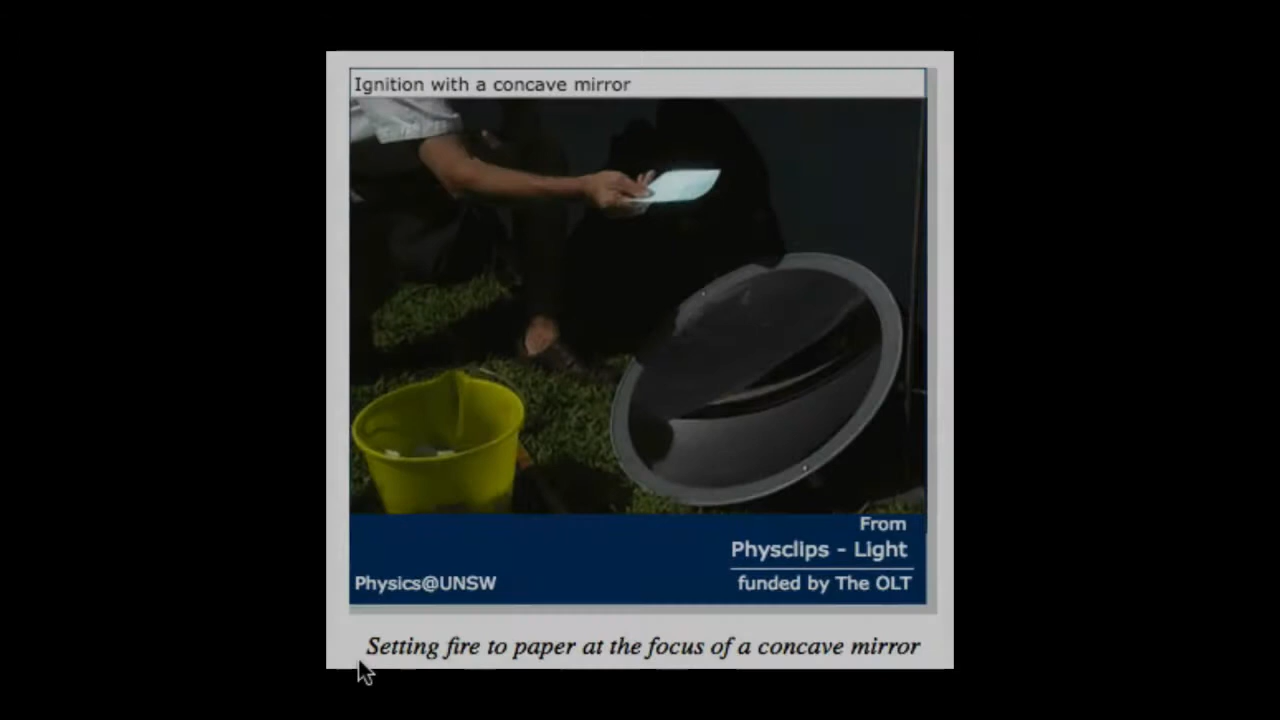 Ignition with a concave mirror
From
Physclips - Light
Physics@UNSW
funded by The OLT
Setting fire to paper at the focus of a concave mirror